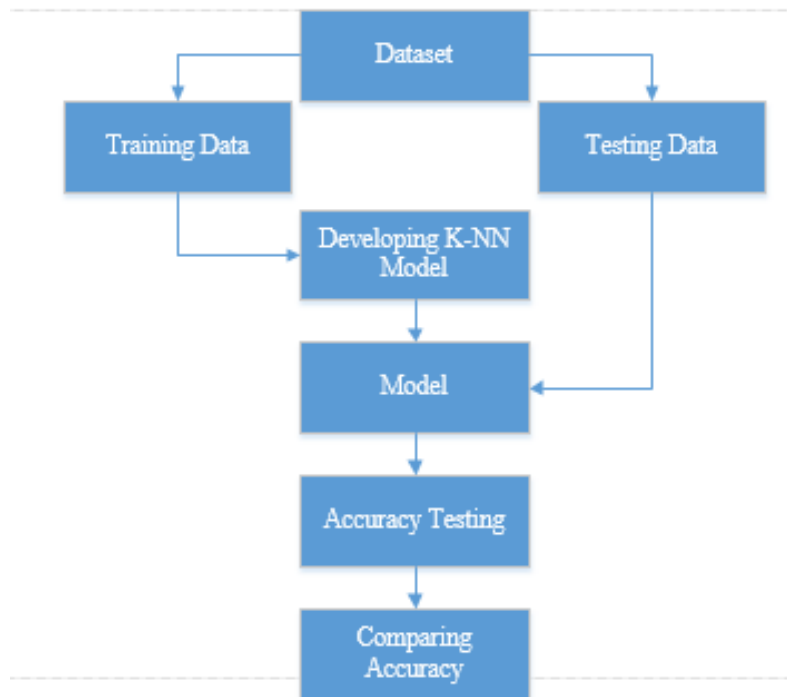 Dataset
Training Data
Testing Data
Developing K-NN
Model
Model
Accuracy Testing
Comparing
Accuracy